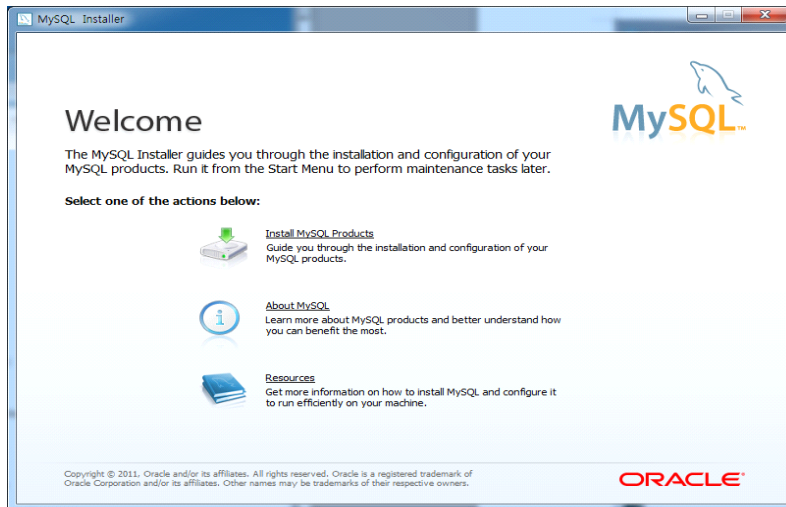 MySQL Installer
MySQL™
Welcome
The MySQL Installer guides you through the installation and configuration of your
MySQL products. Run it from the Start Menu to perform maintenance tasks later.
Select one of the actions below:
Install MySQL Products
Guide you through the installation and configuration of your
MySQL products.
About MySQL
Learn more about MySQL products and better understand how
you can benefit the most.
Resources
Get more information on how to install MySQL and configure it
to run efficiently on your machine.
Copyright © 2011, Oracle and/or its affiliates. All rights reserved. Oracle is a registered trademark of
Oracle Corporation and/or its affiliates. Other names may be trademarks of their respective owners.
ORACLE®